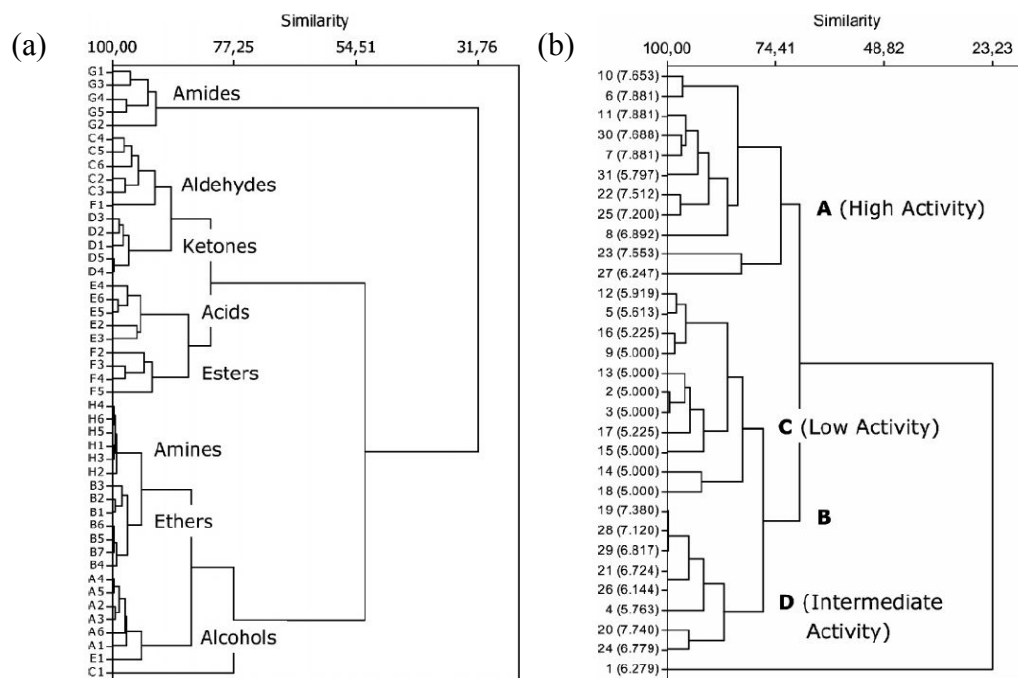 (a)
Similarity
100,00 77,25 54,51 31,76
G1
G3
G4
G5
G2
C4
C5
C6
C2
C3
F1
D3
D2
D1
D5
D4
E4
E6
E5
E2
E3
F2
F3
F4
F5
H4
H6
H5
H1
H3
H2
B3
B2
B1
B6
B5
B7
B4
A4
A5
A2
A3
A6
A1
E1
C1
Amides
Aldehydes
Ketones
Acids
Esters
Amines
Ethers
Alcohols
(b)
Similarity
100,00 74,41 48,82 23,23
10 (7.653)
6 (7.881)
11 (7.881)
30 (7.688)
7 (7.881)
31 (5.797)
22 (7.512)
25 (7.200)
8 (6.892)
23 (7.553)
27 (6.247)
12 (5.919)
5 (5.613)
16 (5.225)
9 (5.000)
13 (5.000)
2 (5.000)
3 (5.000)
17 (5.225)
15 (5.000)
14 (5.000)
18 (5.000)
19 (7.380)
28 (7.120)
29 (6.817)
21 (6.724)
26 (6.144)
4 (5.763)
20 (7.740)
24 (6.779)
1 (6.279)
A (High Activity)
C (Low Activity)
B
D (Intermediate
Activity)